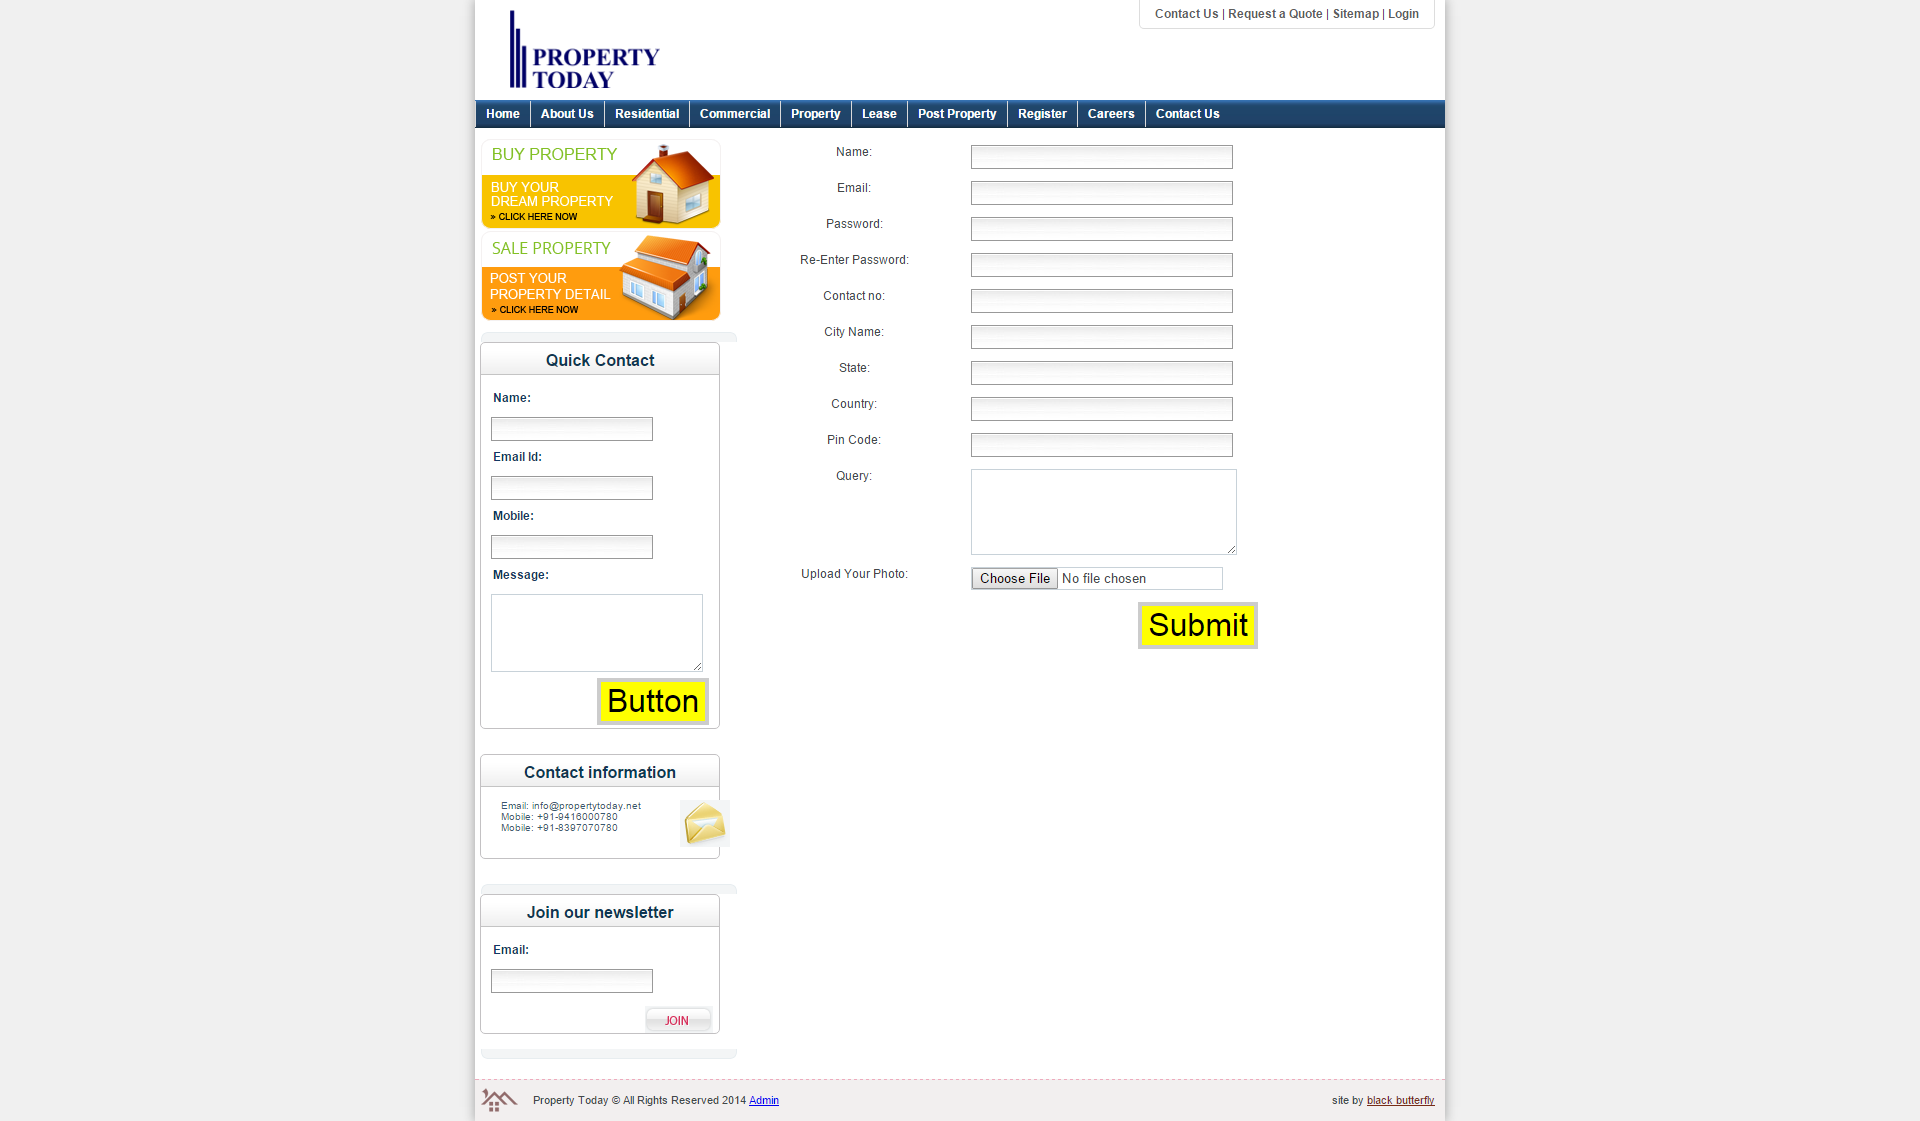 Contact Us | Request a Quote | Sitemap | Login
PROPERTY
TODAY
Home About Us Residential Commercial Property Lease Post Property Register Careers Contact Us
BUY PROPERTY
BUY YOUR
DREAM PROPERTY
» CLICK HERE NOW
SALE PROPERTY
POST YOUR
PROPERTY DETAIL
» CLICK HERE NOW
Quick Contact
Name:
Email Id:
Mobile:
Message:
Button
Contact information
Email: info@propertytoday.net
Mobile: +91-9416000780
Mobile: +91-8397070780
Join our newsletter
Email:
JOIN
Name:
Email:
Password:
Re-Enter Password:
Contact no:
City Name:
State:
Country:
Pin Code:
Query:
Upload Your Photo:
Choose File No file chosen
Submit
Property Today © All Rights Reserved 2014 Admin
site by black butterfly